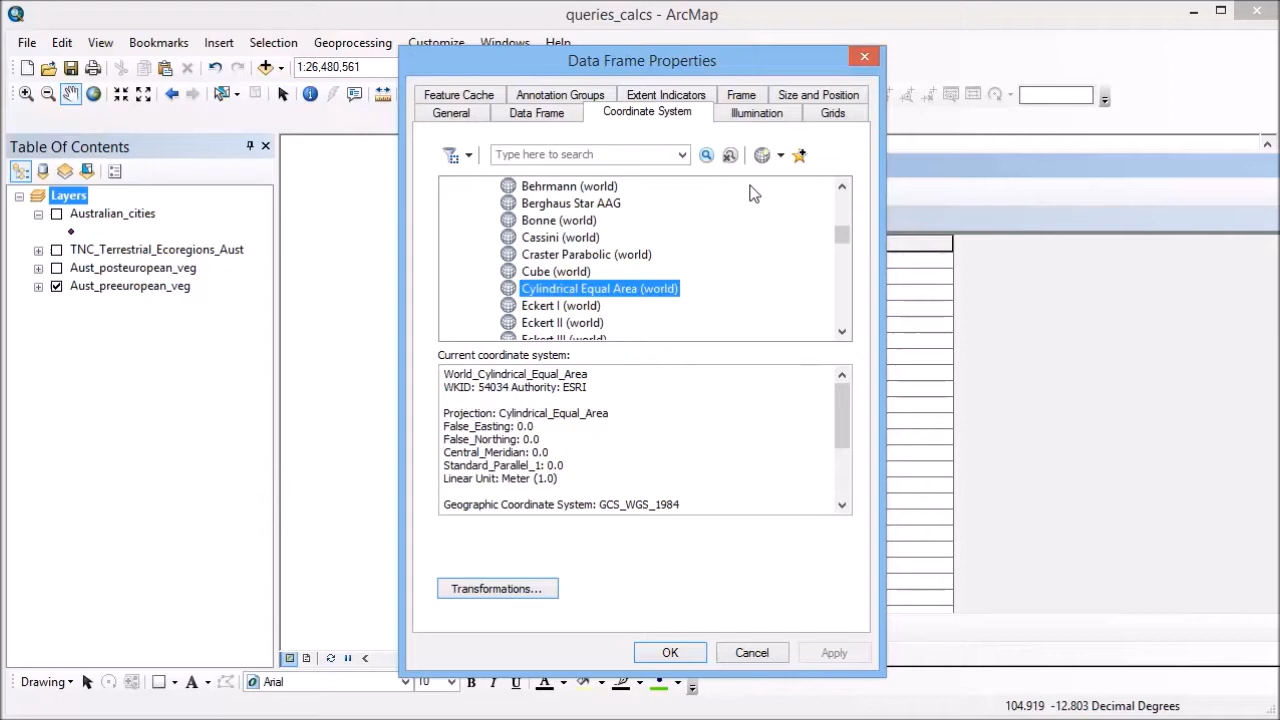 queries_calcs - ArcMap
File Edit View Bookmarks Insert Selection Geoprocessing Customize Windows Help
1:26,480,561
Table Of Contents
Layers
Australian_cities
TNC_Terrestrial_Ecoregions_Aust
Aust_posteuropean_veg
Aust_preeuropean_veg
Data Frame Properties
Feature Cache Annotation Groups Extent Indicators Frame Size and Position
General Data Frame Coordinate System Illumination Grids
Type here to search
Behrmann (world)
Berghaus Star AAG
Bonne (world)
Cassini (world)
Craster Parabolic (world)
Cube (world)
Cylindrical Equal Area (world)
Eckert I (world)
Eckert II (world)
Eckert III (world)
Current coordinate system:
World_Cylindrical_Equal_Area
WKID: 54034 Authority: ESRI
Projection: Cylindrical_Equal_Area
False_Easting: 0.0
False_Northing: 0.0
Central_Meridian: 0.0
Standard_Parallel_1: 0.0
Linear Unit: Meter (1.0)
Geographic Coordinate System: GCS_WGS_1984
Transformations...
OK Cancel Apply
Drawing A Arial 10 B I U A
104.919 -12.803 Decimal Degrees